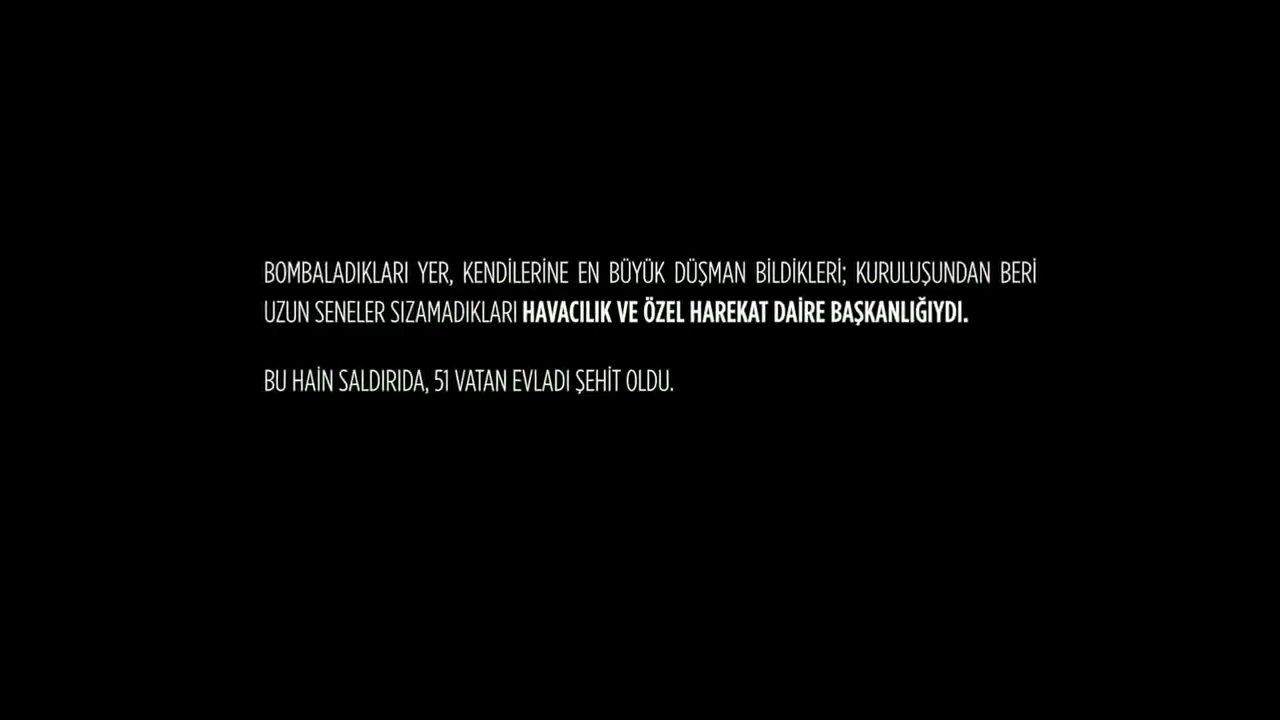 BOMBALADIKLARI YER, KENDİLERİNE EN BÜYÜK DÜŞMAN BİLDİKLERİ; KURULUŞUNDAN BERİ
UZUN SENELER SIZAMADIKLARI HAVACILIK VE ÖZEL HAREKAT DAİRE BAŞKANLIĞIYDI.
BU HAİN SALDIRIDA, 51 VATAN EVLADI ŞEHİT OLDU.